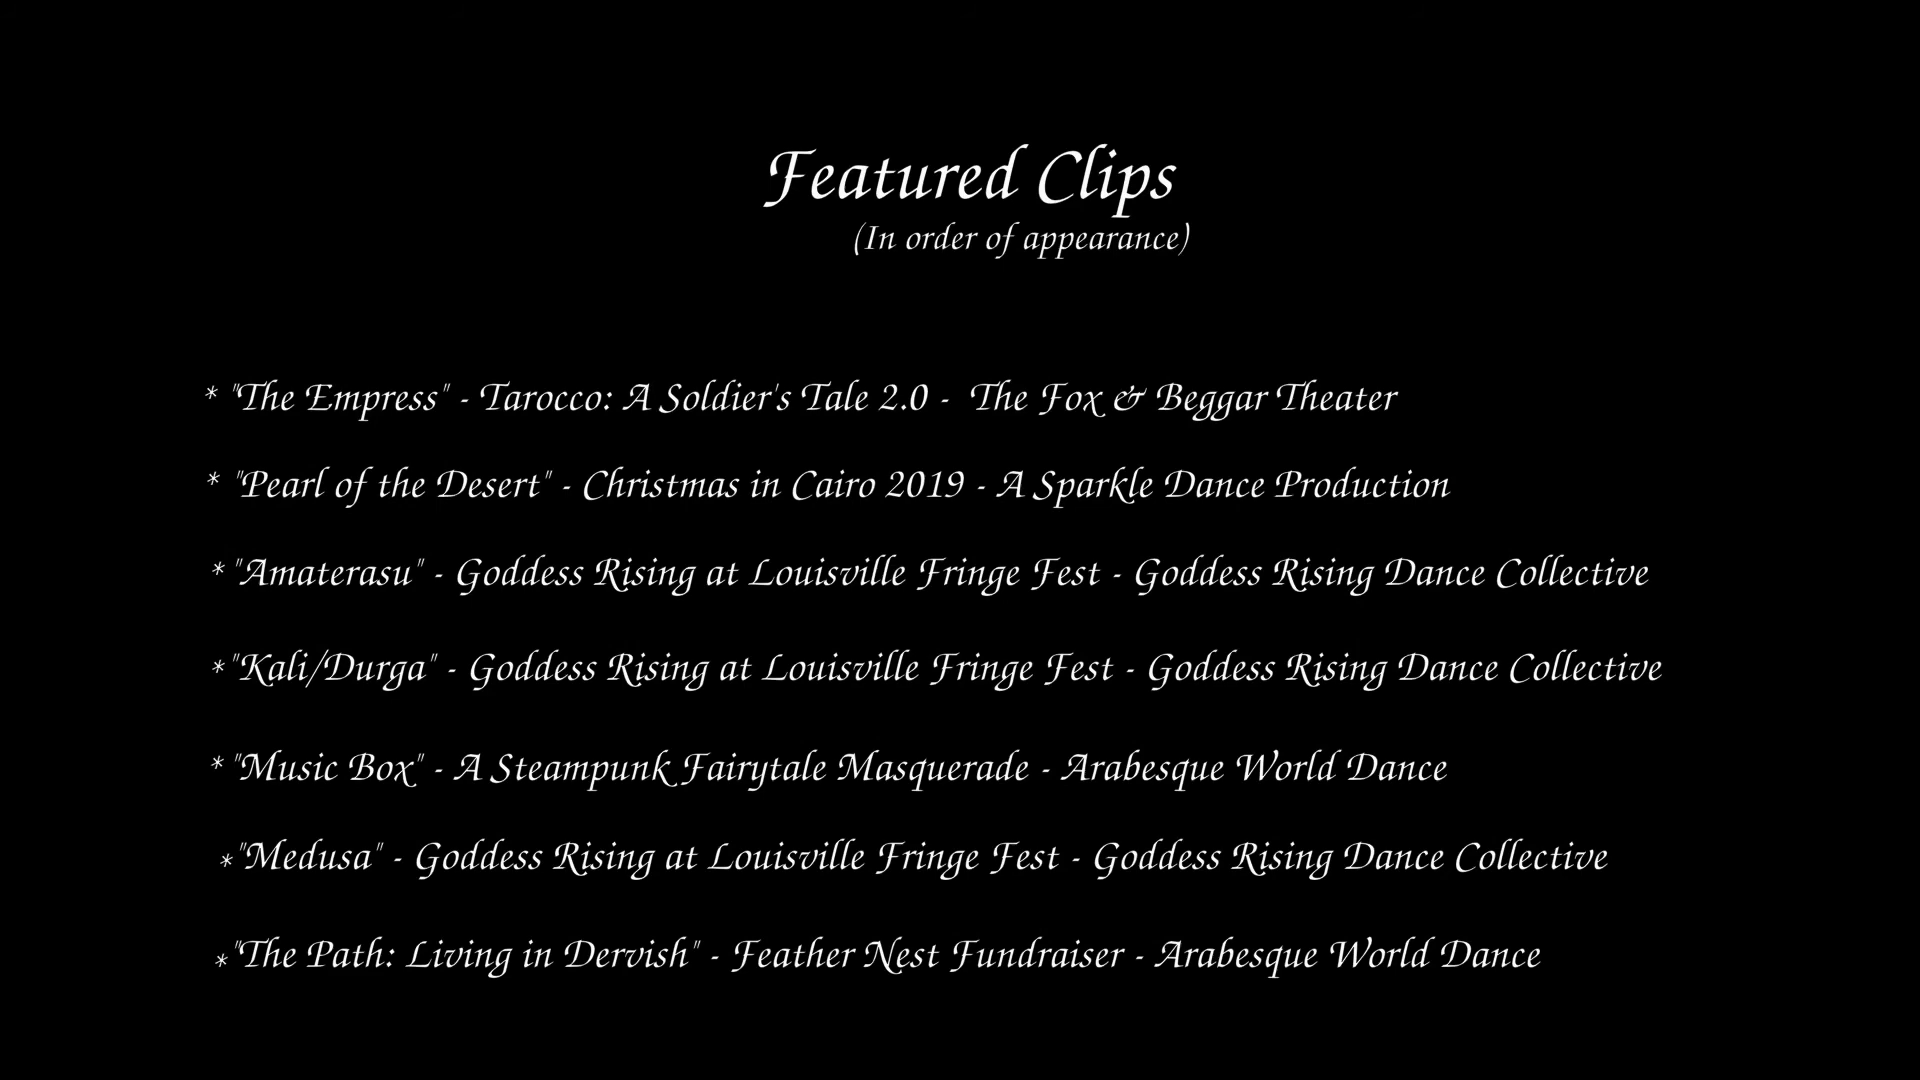 Featured Clips
(In order of appearance)
* "The Empress" - Tarocco: A Soldier's Tale 2.0 - The Fox & Beggar Theater
* "Pearl of the Desert" - Christmas in Cairo 2019 - A Sparkle Dance Production
* "Amaterasu" - Goddess Rising at Louisville Fringe Fest - Goddess Rising Dance Collective
* "Kali/Durga" - Goddess Rising at Louisville Fringe Fest - Goddess Rising Dance Collective
* "Music Box" - A Steampunk Fairytale Masquerade - Arabesque World Dance
* "Medusa" - Goddess Rising at Louisville Fringe Fest - Goddess Rising Dance Collective
* "The Path: Living in Dervish" - Feather Nest Fundraiser - Arabesque World Dance